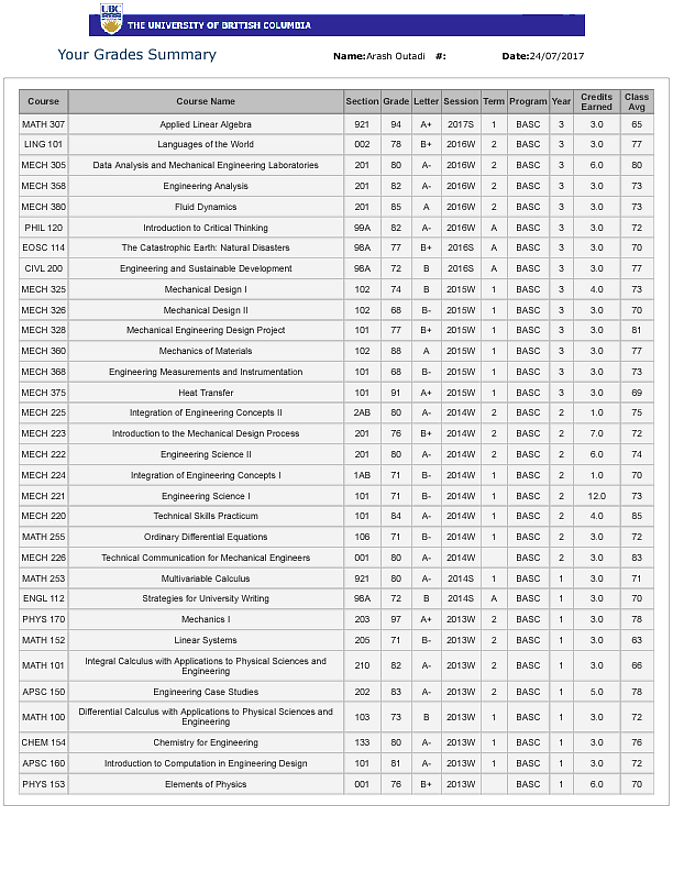 UBC
THE UNIVERSITY OF BRITISH COLUMBIA
Your Grades Summary Name:Arash Outadi #: Date:24/07/2017
Course Course Name Section Grade Letter Session Term Program Year Credits Earned Class Avg
MATH 307 Applied Linear Algebra 921 94 A+ 2017S 1 BASC 3 3.0 65
LING 101 Languages of the World 002 78 B+ 2016W 2 BASC 3 3.0 77
MECH 305 Data Analysis and Mechanical Engineering Laboratories 201 80 A- 2016W 2 BASC 3 6.0 80
MECH 358 Engineering Analysis 201 82 A- 2016W 2 BASC 3 3.0 73
MECH 380 Fluid Dynamics 201 85 A 2016W 2 BASC 3 3.0 73
PHIL 120 Introduction to Critical Thinking 99A 82 A- 2016W A BASC 3 3.0 72
EOSC 114 The Catastrophic Earth: Natural Disasters 98A 77 B+ 2016S A BASC 3 3.0 70
CIVL 200 Engineering and Sustainable Development 98A 72 B 2016S A BASC 3 3.0 77
MECH 325 Mechanical Design I 102 74 B 2015W 1 BASC 3 4.0 73
MECH 326 Mechanical Design II 102 68 B- 2015W 1 BASC 3 3.0 70
MECH 328 Mechanical Engineering Design Project 101 77 B+ 2015W 1 BASC 3 3.0 81
MECH 360 Mechanics of Materials 102 88 A 2015W 1 BASC 3 3.0 77
MECH 368 Engineering Measurements and Instrumentation 101 68 B- 2015W 1 BASC 3 3.0 73
MECH 375 Heat Transfer 101 91 A+ 2015W 1 BASC 3 3.0 69
MECH 225 Integration of Engineering Concepts II 2AB 80 A- 2014W 2 BASC 2 1.0 75
MECH 223 Introduction to the Mechanical Design Process 201 76 B+ 2014W 2 BASC 2 7.0 72
MECH 222 Engineering Science II 201 80 A- 2014W 2 BASC 2 6.0 74
MECH 224 Integration of Engineering Concepts I 1AB 71 B- 2014W 1 BASC 2 1.0 70
MECH 221 Engineering Science I 101 71 B- 2014W 1 BASC 2 12.0 73
MECH 220 Technical Skills Practicum 101 84 A- 2014W 1 BASC 2 4.0 85
MATH 255 Ordinary Differential Equations 106 71 B- 2014W 1 BASC 2 3.0 72
MECH 226 Technical Communication for Mechanical Engineers 001 80 A- 2014W BASC 2 3.0 83
MATH 253 Multivariable Calculus 921 80 A- 2014S 1 BASC 1 3.0 71
ENGL 112 Strategies for University Writing 98A 72 B 2014S A BASC 1 3.0 70
PHYS 170 Mechanics I 203 97 A+ 2013W 2 BASC 1 3.0 78
MATH 152 Linear Systems 205 71 B- 2013W 2 BASC 1 3.0 63
MATH 101 Integral Calculus with Applications to Physical Sciences and Engineering 210 82 A- 2013W 2 BASC 1 3.0 66
APSC 150 Engineering Case Studies 202 83 A- 2013W 2 BASC 1 5.0 78
MATH 100 Differential Calculus with Applications to Physical Sciences and Engineering 103 73 B 2013W 1 BASC 1 3.0 72
CHEM 154 Chemistry for Engineering 133 80 A- 2013W 1 BASC 1 3.0 76
APSC 160 Introduction to Computation in Engineering Design 101 81 A- 2013W 1 BASC 1 3.0 72
PHYS 153 Elements of Physics 001 76 B+ 2013W BASC 1 6.0 70